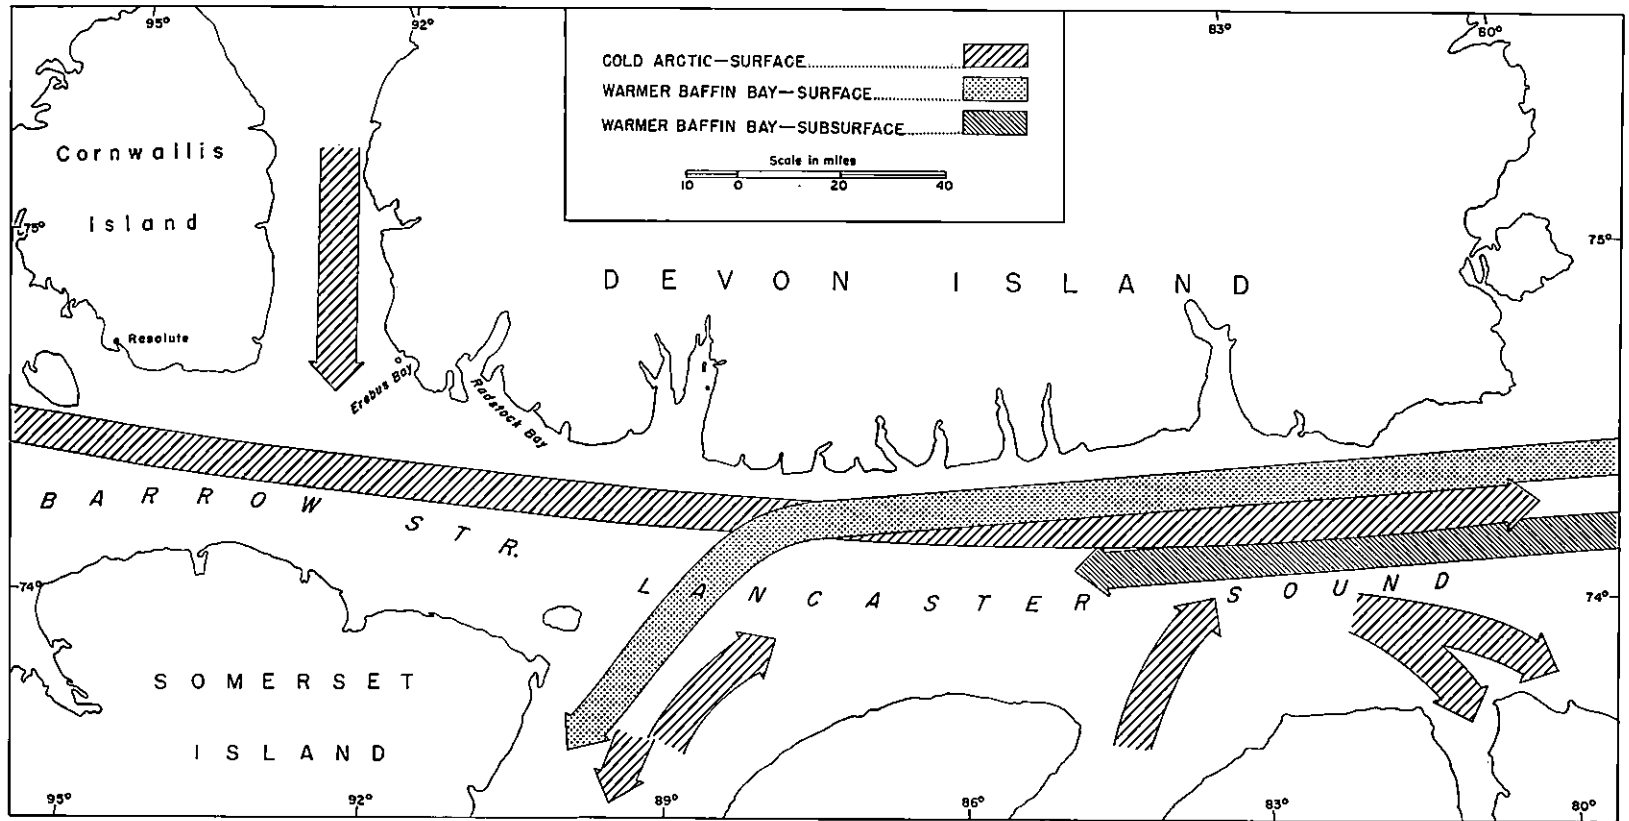 95°
92°
83°
80°
COLD ARCTIC—SURFACE
WARMER BAFFIN BAY—SURFACE
WARMER BAFFIN BAY—SUBSURFACE
Scale in miles
10 0 20 40
Cornwallis
Island
75°
75°
DEVON ISLAND
Resolute
Erebus Bay
Radstock Bay
BARROW STR.
74°
LANCASTER SOUND
74°
SOMERSET
ISLAND
95°
92°
89°
86°
83°
80°